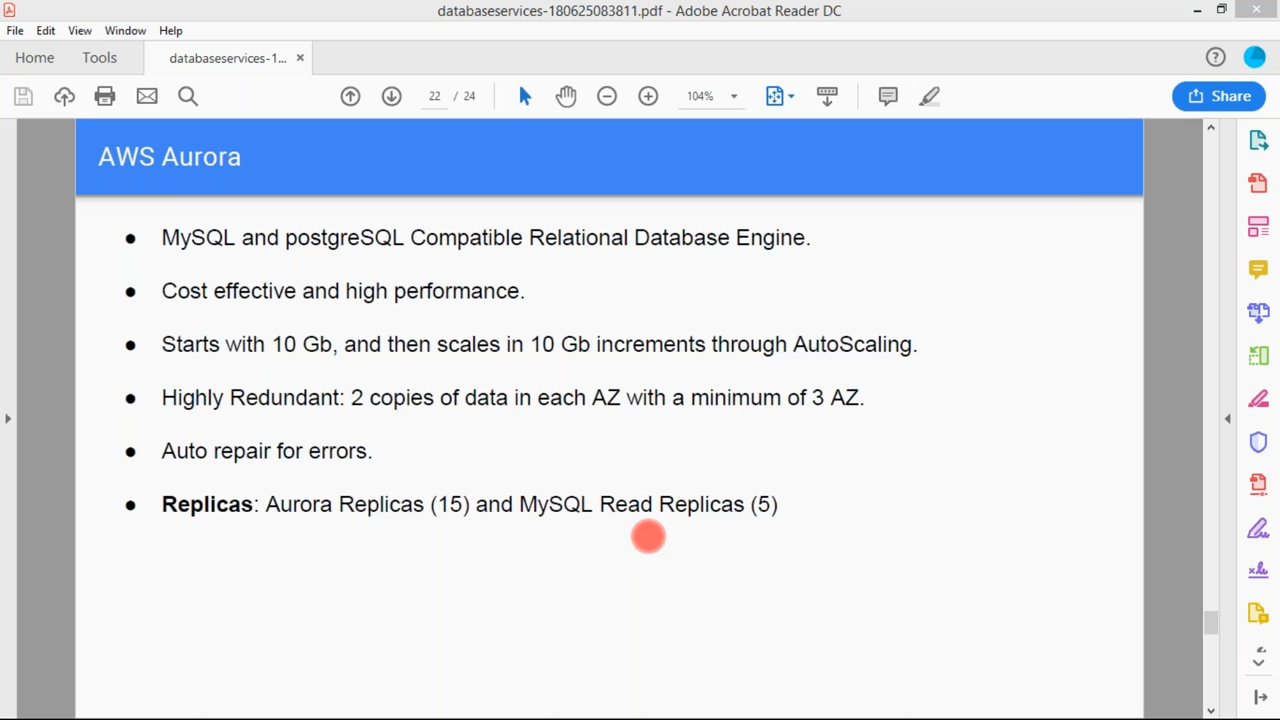 databaseservices-180625083811.pdf - Adobe Acrobat Reader DC
File Edit View Window Help
Home Tools databaseservices-1... ×
22 / 24 104% Share
AWS Aurora
● MySQL and postgreSQL Compatible Relational Database Engine.
● Cost effective and high performance.
● Starts with 10 Gb, and then scales in 10 Gb increments through AutoScaling.
● Highly Redundant: 2 copies of data in each AZ with a minimum of 3 AZ.
● Auto repair for errors.
● Replicas: Aurora Replicas (15) and MySQL Read Replicas (5)